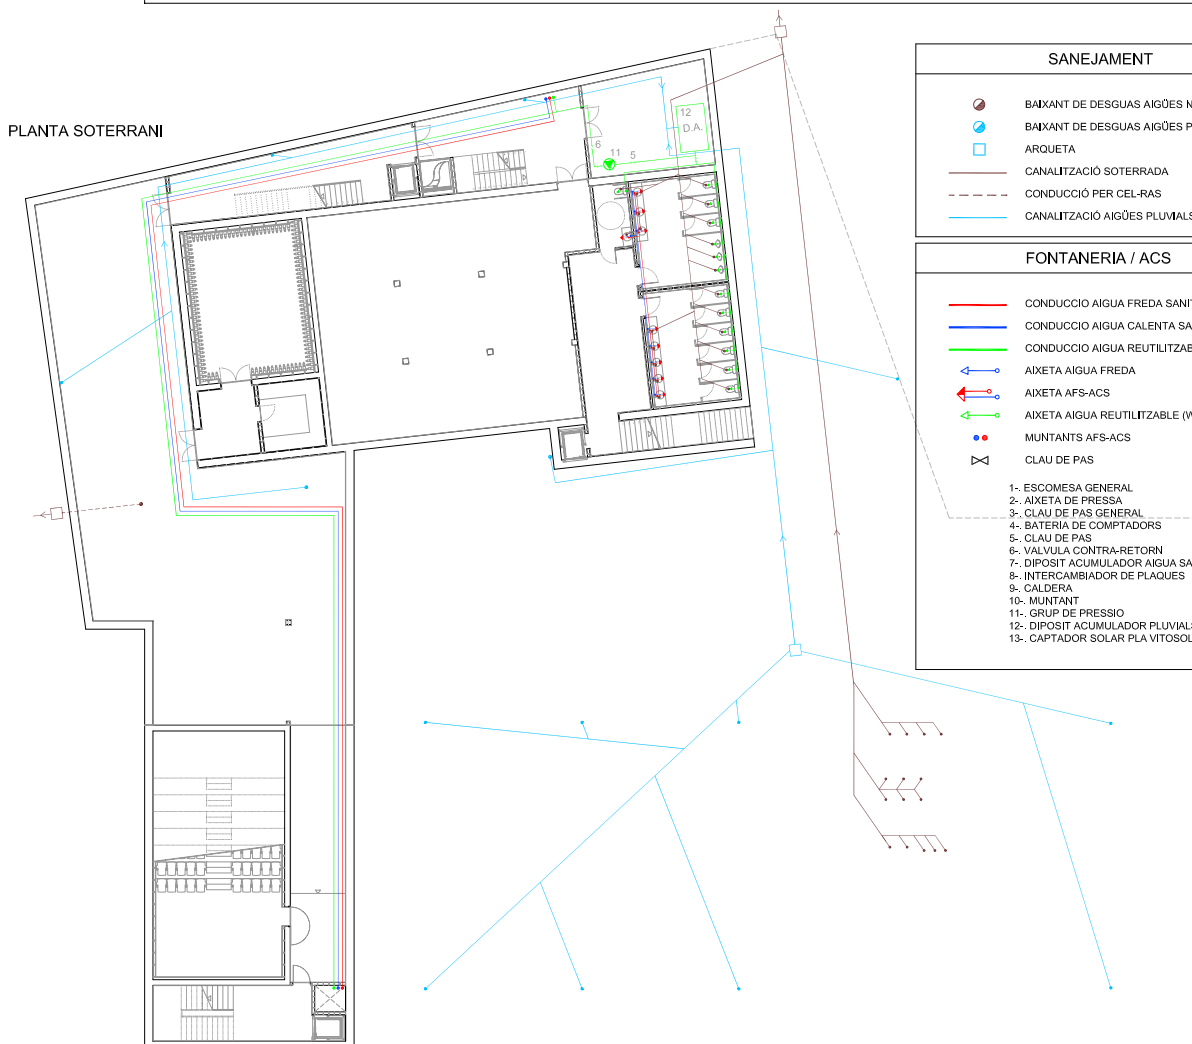 PLANTA SOTERRANI
12
D.A.
6
11
5
SANEJAMENT
BAIXANT DE DESGUAS AIGÜES N
BAIXANT DE DESGUAS AIGÜES P
ARQUETA
CANALITZACIÓ SOTERRADA
CONDUCCIÓ PER CEL-RAS
CANALITZACIÓ AIGÜES PLUVIALS
FONTANERIA / ACS
CONDUCCIO AIGUA FREDA SANIT
CONDUCCIO AIGUA CALENTA SA
CONDUCCIO AIGUA REUTILITZAB
AIXETA AIGUA FREDA
AIXETA AFS-ACS
AIXETA AIGUA REUTILITZABLE (W
MUNTANTS AFS-ACS
CLAU DE PAS
1-. ESCOMESA GENERAL
2-. AIXETA DE PRESSA
3-. CLAU DE PAS GENERAL
4-. BATERIA DE COMPTADORS
5-. CLAU DE PAS
6-. VALVULA CONTRA-RETORN
7-. DIPOSIT ACUMULADOR AIGUA SA
8-. INTERCAMBIADOR DE PLAQUES
9-. CALDERA
10-. MUNTANT
11-. GRUP DE PRESSIO
12-. DIPOSIT ACUMULADOR PLUVIALS
13-. CAPTADOR SOLAR PLA VITOSOL